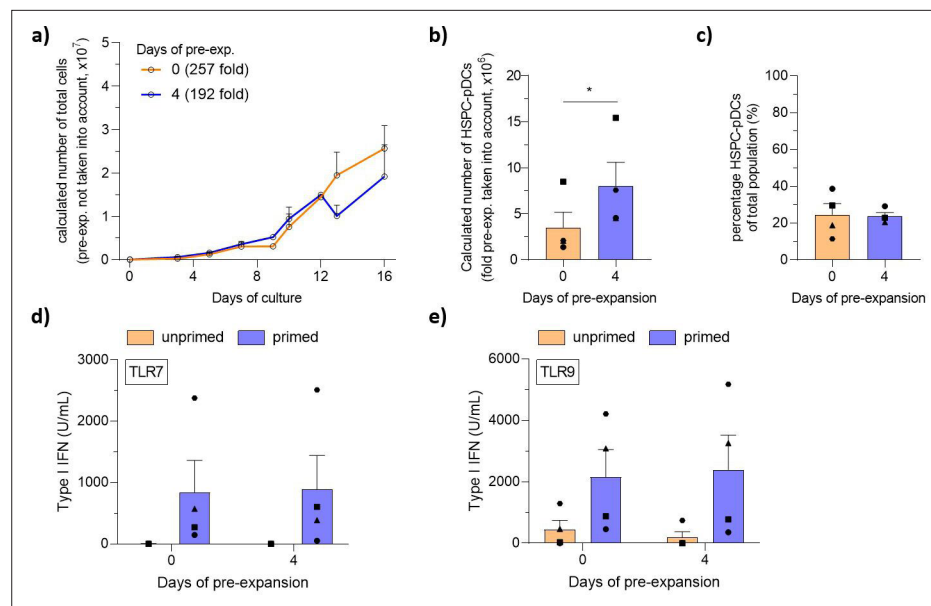 a)
calculated number of total cells
(pre-exp. not taken into account, x10⁷)
5
4
3
2
1
0
Days of pre-exp.
0 (257 fold)
4 (192 fold)
0 3 6 9 12 16
Days of culture
b)
Calculated number of HSPC-pDCs
(fold pre-exp. taken into account, x10⁶)
20
15
10
5
0
*
0 4
Days of pre-expansion
c)
percentage HSPC-pDCs
of total population (%)
100
80
60
40
20
0
0 4
Days of pre-expansion
d)
unprimed primed
TLR7
Type I IFN (U/mL)
3000
2000
1000
500
0
0 4
Days of pre-expansion
e)
unprimed primed
TLR9
Type I IFN (U/mL)
6000
4000
2000
0
0 4
Days of pre-expansion